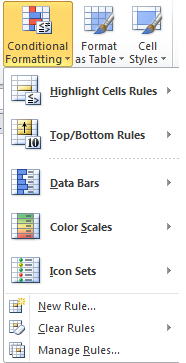 Conditional Formatting
Format as Table
Cell Styles
Highlight Cells Rules
Top/Bottom Rules
10
Data Bars
Color Scales
Icon Sets
New Rule...
Clear Rules
Manage Rules...